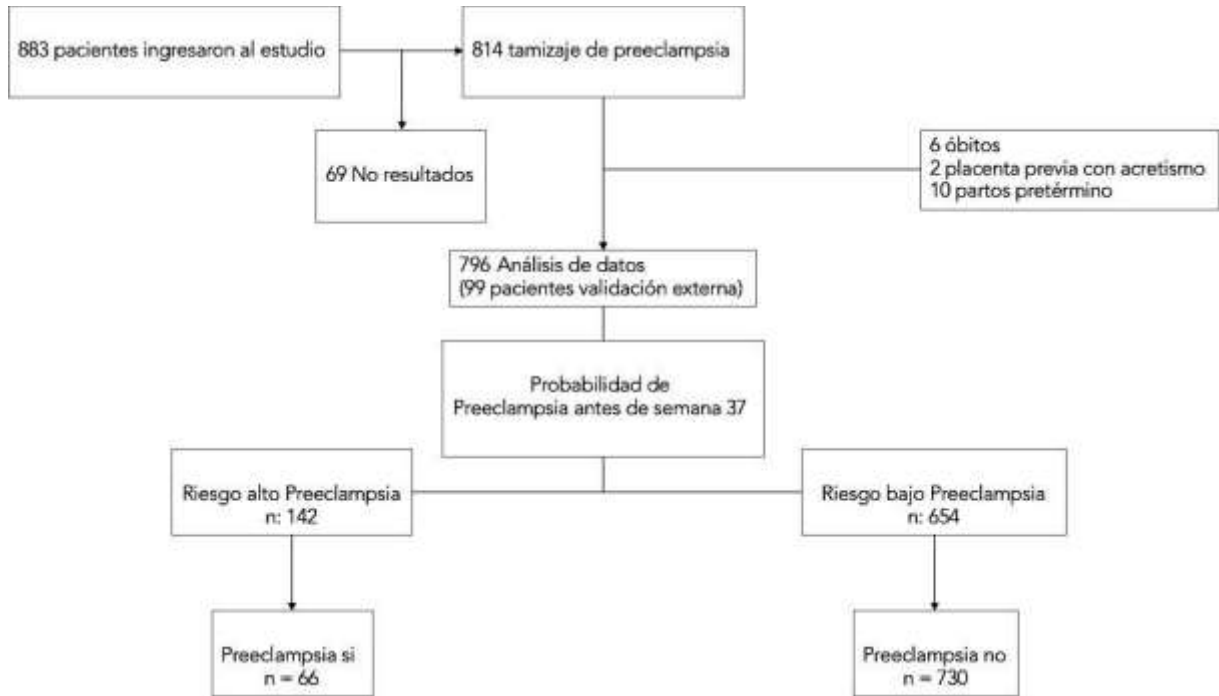 883 pacientes ingresaron al estudio
814 tamizaje de preeclampsia
69 No resultados
6 óbitos
2 placenta previa con acretismo
10 partos pretérmino
796 Análisis de datos
(99 pacientes validación externa)
Probabilidad de
Preeclampsia antes de semana 37
Riesgo alto Preeclampsia
n: 142
Riesgo bajo Preeclampsia
n: 654
Preeclampsia si
n = 66
Preeclampsia no
n = 730